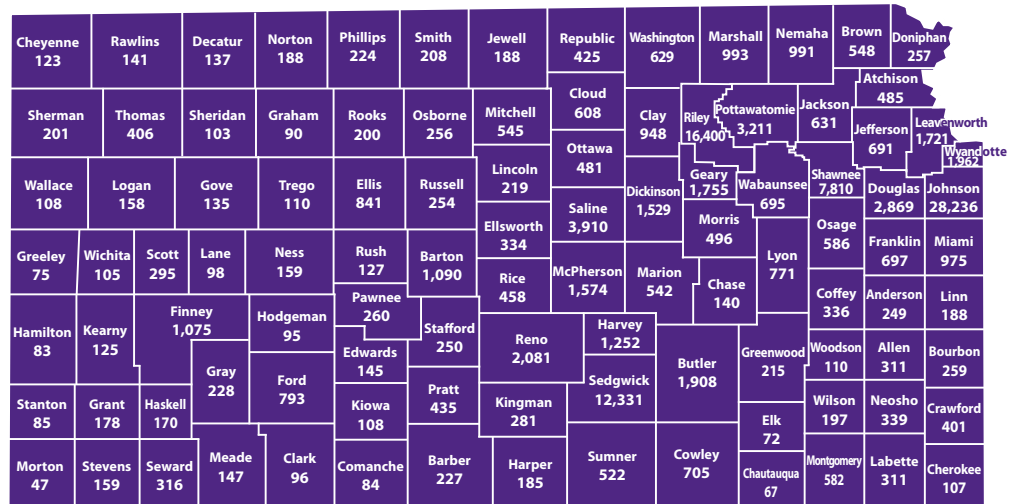 Cheyenne
123
Rawlins
141
Decatur
137
Norton
188
Phillips
224
Smith
208
Jewell
188
Republic
425
Washington
629
Marshall
993
Nemaha
991
Brown
548
Doniphan
257
Sherman
201
Thomas
406
Sheridan
103
Graham
90
Rooks
200
Osborne
256
Mitchell
545
Cloud
608
Clay
948
Riley
16,400
Pottawatomie
3,211
Jackson
631
Atchison
485
Jefferson
691
Leavenworth
1,721
Wyandotte
1,962
Ottawa
481
Lincoln
219
Wallace
108
Logan
158
Gove
135
Trego
110
Ellis
841
Russell
254
Ellsworth
334
Saline
3,910
Dickinson
1,529
Geary
1,755
Wabaunsee
695
Shawnee
7,810
Douglas
2,869
Johnson
28,236
Morris
496
Osage
586
Franklin
697
Miami
975
Greeley
75
Wichita
105
Scott
295
Lane
98
Ness
159
Rush
127
Barton
1,090
Rice
458
McPherson
1,574
Marion
542
Chase
140
Lyon
771
Coffey
336
Anderson
249
Linn
188
Hamilton
83
Kearny
125
Finney
1,075
Hodgeman
95
Pawnee
260
Stafford
250
Reno
2,081
Harvey
1,252
Butler
1,908
Greenwood
215
Woodson
110
Allen
311
Bourbon
259
Gray
228
Ford
793
Edwards
145
Kiowa
108
Pratt
435
Kingman
281
Sedgwick
12,331
Elk
72
Wilson
197
Neosho
339
Crawford
401
Stanton
85
Grant
178
Haskell
170
Morton
47
Stevens
159
Seward
316
Meade
147
Clark
96
Comanche
84
Barber
227
Harper
185
Sumner
522
Cowley
705
Chautauqua
67
Montgomery
582
Labette
311
Cherokee
107